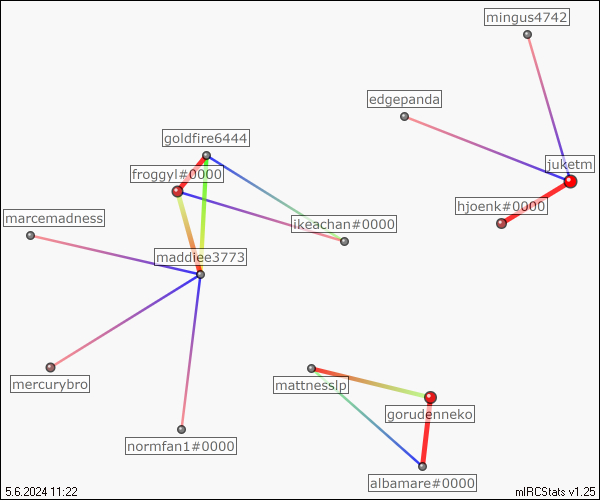 mingus4742
edgepanda
goldfire6444
juketm
froggyl#0000
hjoenk#0000
marcemadness
ikeachan#0000
maddiee3773
mercurybro
mattnesslp
gorudenneko
normfan1#0000
albamare#0000
5.6.2024 11:22
mIRCStats v1.25